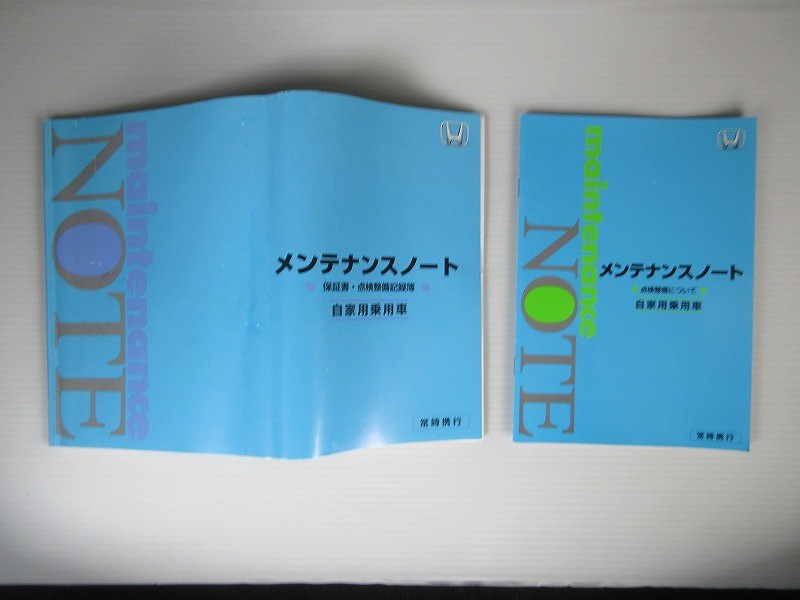 maintenance
NOTE
メンテナンスノート
保証書・点検整備記録簿
自家用乗用車
常時携行
maintenance
NOTE
メンテナンスノート
点検整備について
自家用乗用車
常時携行